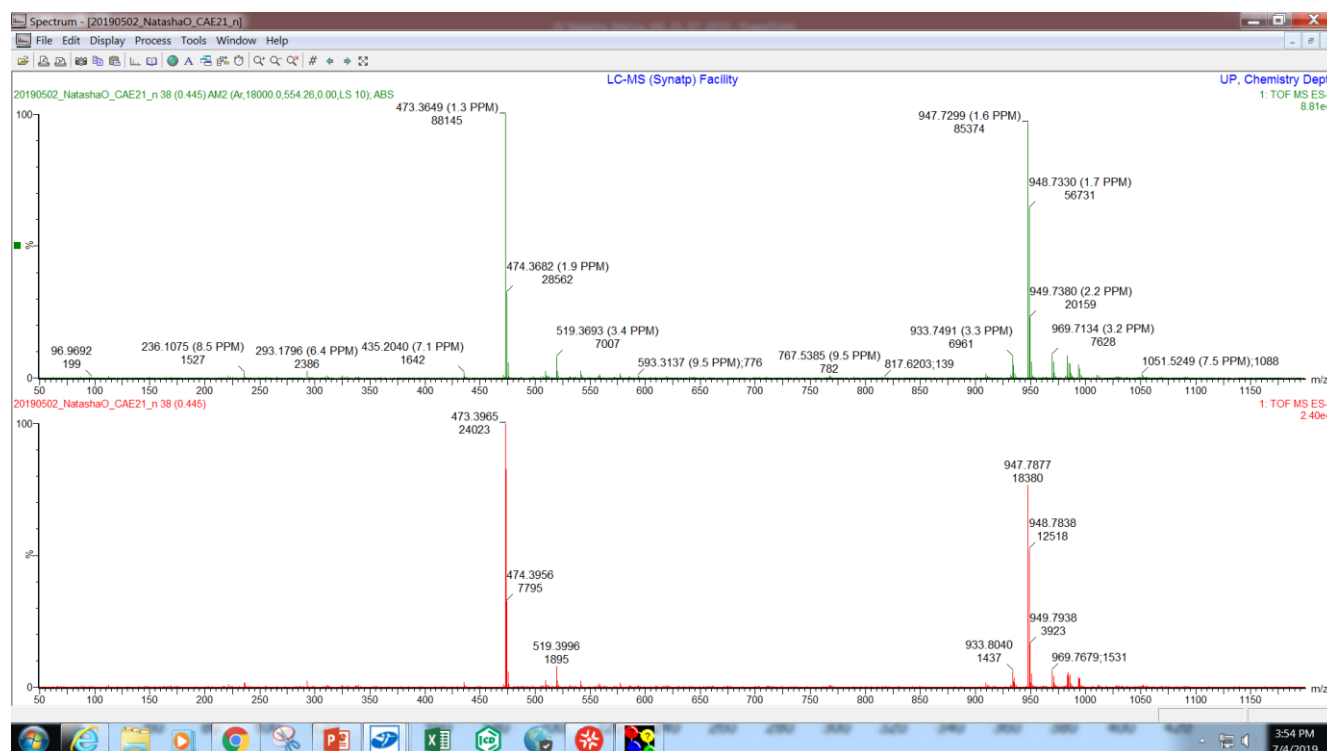 Spectrum - [20190502_NatashaO_CAE21_n]
File Edit Display Process Tools Window Help
LC-MS (Synatp) Facility
UP, Chemistry Dept
20190502_NatashaO_CAE21_n 38 (0.445) AM2 (Ar,18000.0,554.26,0.00,LS 10); ABS
1: TOF MS ES-
8.81e
100
%
0
473.3649 (1.3 PPM)
88145
947.7299 (1.6 PPM)
85374
948.7330 (1.7 PPM)
56731
474.3682 (1.9 PPM)
28562
949.7380 (2.2 PPM)
20159
519.3693 (3.4 PPM)
7007
933.7491 (3.3 PPM)
6961
969.7134 (3.2 PPM)
7628
96.9692
199
236.1075 (8.5 PPM)
1527
293.1796 (6.4 PPM)
2386
435.2040 (7.1 PPM)
1642
593.3137 (9.5 PPM);776
767.5385 (9.5 PPM)
782
817.6203;139
1051.5249 (7.5 PPM);1088
m/z
50 100 150 200 250 300 350 400 450 500 550 600 650 700 750 800 850 900 950 1000 1050 1100 1150
20190502_NatashaO_CAE21_n 38 (0.445)
1: TOF MS ES-
2.40e
100
%
0
473.3965
24023
947.7877
18380
948.7838
12518
474.3956
7795
949.7938
3923
519.3996
1895
933.8040
1437
969.7679;1531
m/z
50 100 150 200 250 300 350 400 450 500 550 600 650 700 750 800 850 900 950 1000 1050 1100 1150
3:54 PM
7/4/2019